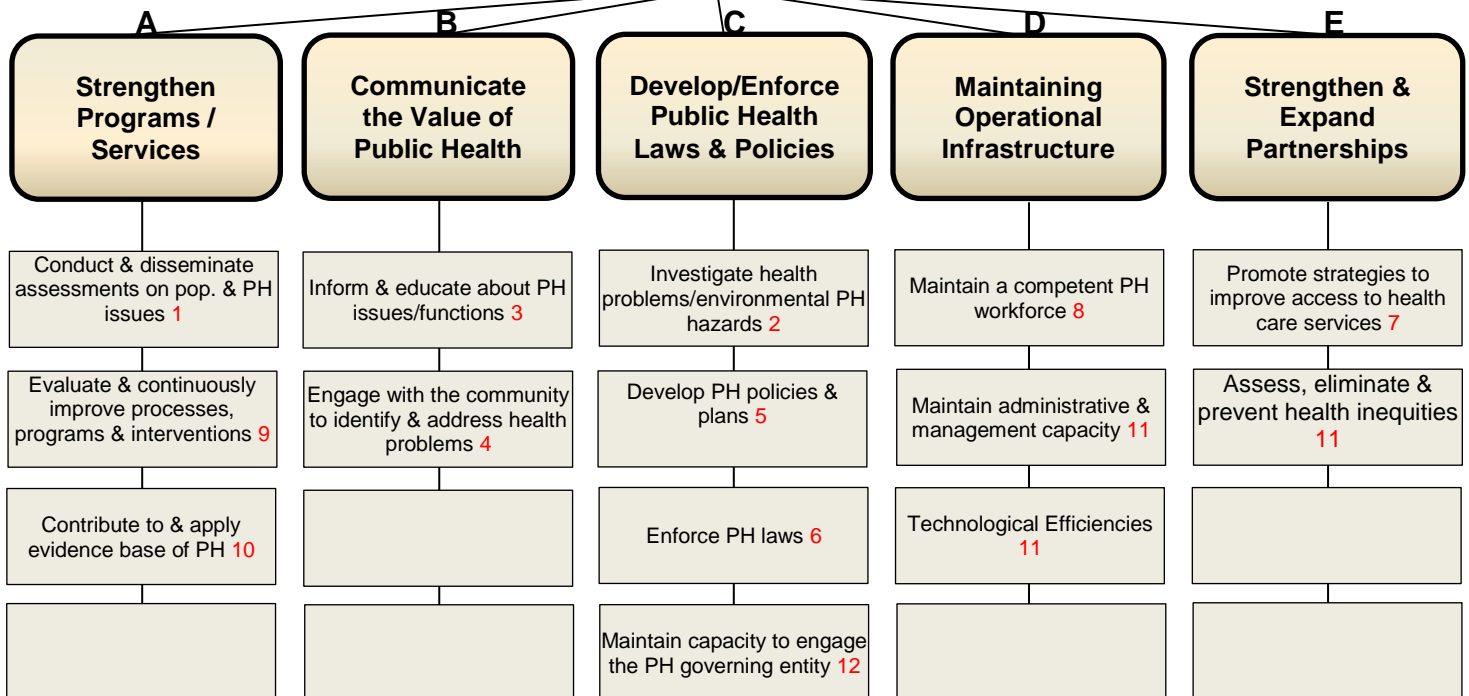 A
B
C
D
E
Strengthen
Programs /
Services
Communicate
the Value of
Public Health
Develop/Enforce
Public Health
Laws & Policies
Maintaining
Operational
Infrastructure
Strengthen &
Expand
Partnerships
Conduct & disseminate
assessments on pop. & PH
issues 1
Inform & educate about PH
issues/functions 3
Investigate health
problems/environmental PH
hazards 2
Maintain a competent PH
workforce 8
Promote strategies to
improve access to health
care services 7
Evaluate & continuously
improve processes,
programs & interventions 9
Engage with the community
to identify & address health
problems 4
Develop PH policies &
plans 5
Maintain administrative &
management capacity 11
Assess, eliminate &
prevent health inequities
11
Contribute to & apply
evidence base of PH 10
Enforce PH laws 6
Technological Efficiencies
11
Maintain capacity to engage
the PH governing entity 12